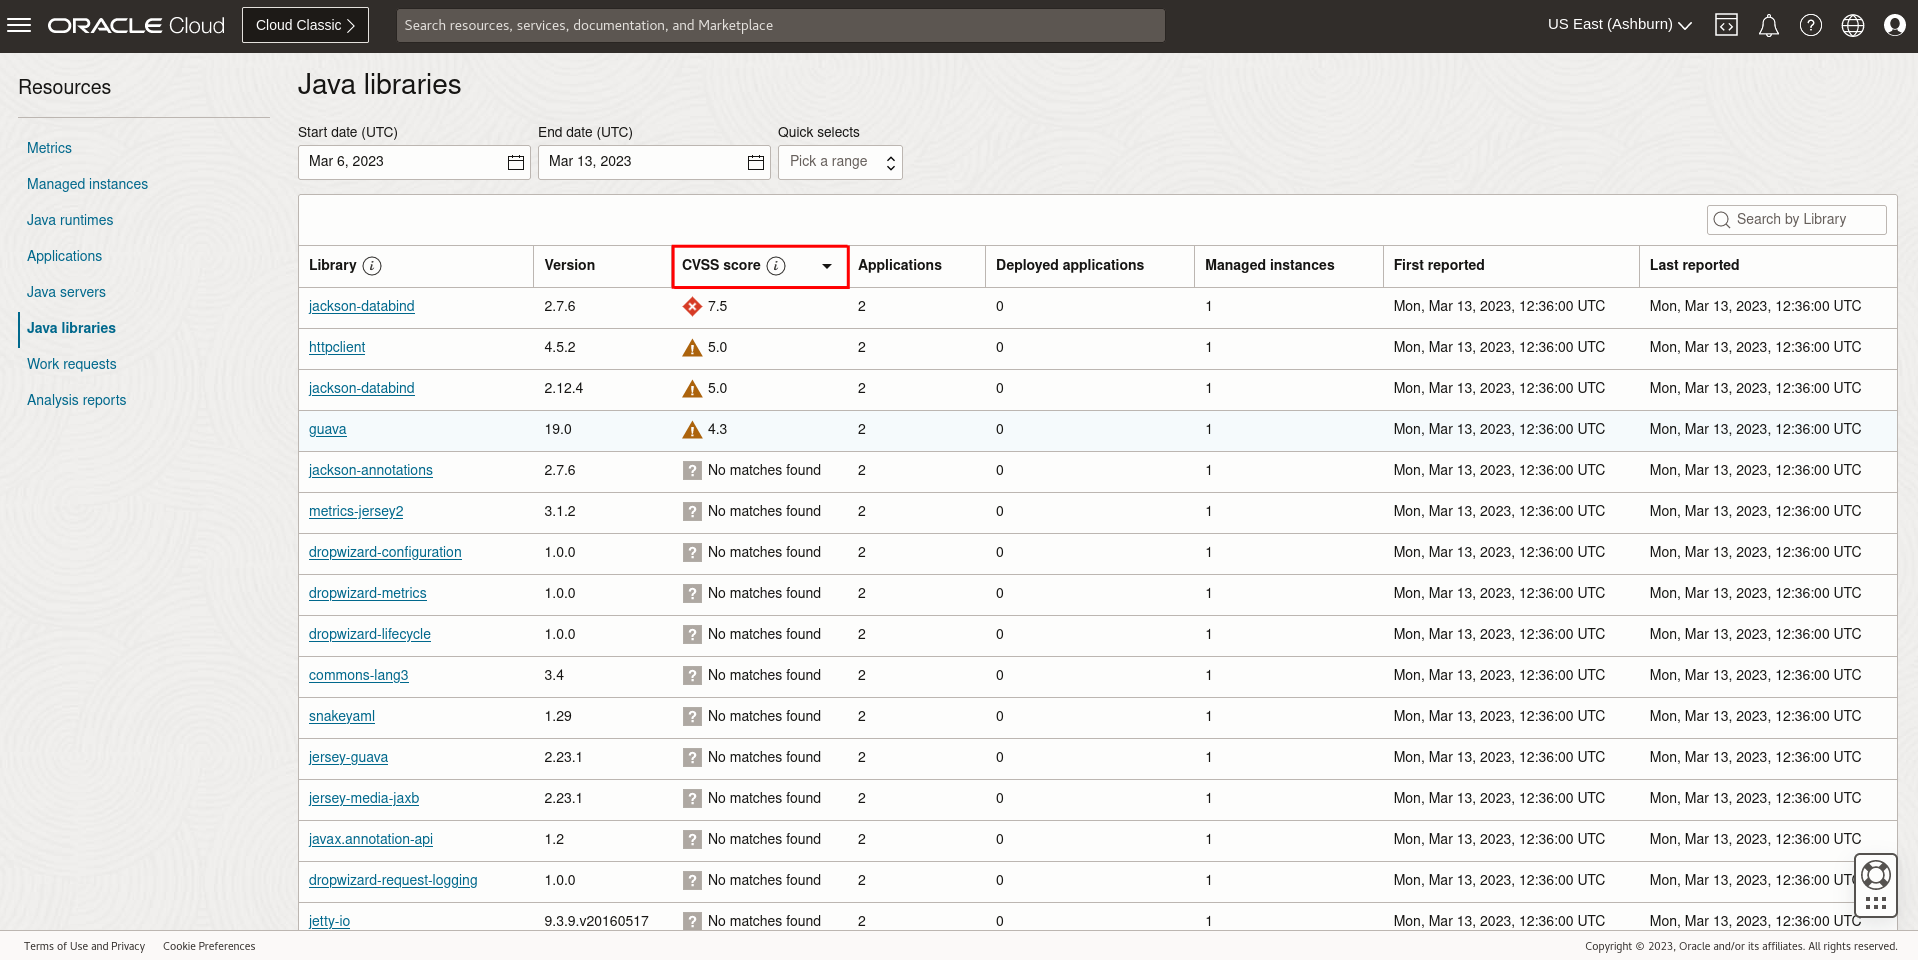 ORACLE Cloud
Cloud Classic
Search resources, services, documentation, and Marketplace
US East (Ashburn)
Resources
Metrics
Managed instances
Java runtimes
Applications
Java servers
Java libraries
Work requests
Analysis reports
Java libraries
Start date (UTC) End date (UTC) Quick selects
Mar 6, 2023 Mar 13, 2023 Pick a range
Search by Library
Library i Version CVSS score i Applications Deployed applications Managed instances First reported Last reported
jackson-databind 2.7.6 7.5 2 0 1 Mon, Mar 13, 2023, 12:36:00 UTC Mon, Mar 13, 2023, 12:36:00 UTC
httpclient 4.5.2 ! 5.0 2 0 1 Mon, Mar 13, 2023, 12:36:00 UTC Mon, Mar 13, 2023, 12:36:00 UTC
jackson-databind 2.12.4 ! 5.0 2 0 1 Mon, Mar 13, 2023, 12:36:00 UTC Mon, Mar 13, 2023, 12:36:00 UTC
guava 19.0 ! 4.3 2 0 1 Mon, Mar 13, 2023, 12:36:00 UTC Mon, Mar 13, 2023, 12:36:00 UTC
jackson-annotations 2.7.6 ? No matches found 2 0 1 Mon, Mar 13, 2023, 12:36:00 UTC Mon, Mar 13, 2023, 12:36:00 UTC
metrics-jersey2 3.1.2 ? No matches found 2 0 1 Mon, Mar 13, 2023, 12:36:00 UTC Mon, Mar 13, 2023, 12:36:00 UTC
dropwizard-configuration 1.0.0 ? No matches found 2 0 1 Mon, Mar 13, 2023, 12:36:00 UTC Mon, Mar 13, 2023, 12:36:00 UTC
dropwizard-metrics 1.0.0 ? No matches found 2 0 1 Mon, Mar 13, 2023, 12:36:00 UTC Mon, Mar 13, 2023, 12:36:00 UTC
dropwizard-lifecycle 1.0.0 ? No matches found 2 0 1 Mon, Mar 13, 2023, 12:36:00 UTC Mon, Mar 13, 2023, 12:36:00 UTC
commons-lang3 3.4 ? No matches found 2 0 1 Mon, Mar 13, 2023, 12:36:00 UTC Mon, Mar 13, 2023, 12:36:00 UTC
snakeyaml 1.29 ? No matches found 2 0 1 Mon, Mar 13, 2023, 12:36:00 UTC Mon, Mar 13, 2023, 12:36:00 UTC
jersey-guava 2.23.1 ? No matches found 2 0 1 Mon, Mar 13, 2023, 12:36:00 UTC Mon, Mar 13, 2023, 12:36:00 UTC
jersey-media-jaxb 2.23.1 ? No matches found 2 0 1 Mon, Mar 13, 2023, 12:36:00 UTC Mon, Mar 13, 2023, 12:36:00 UTC
javax.annotation-api 1.2 ? No matches found 2 0 1 Mon, Mar 13, 2023, 12:36:00 UTC Mon, Mar 13, 2023, 12:36:00 UTC
dropwizard-request-logging 1.0.0 ? No matches found 2 0 1 Mon, Mar 13, 2023, 12:36:00 UTC Mon, Mar 13, 2023, 12:36:00 UTC
jetty-io 9.3.9.v20160517 ? No matches found 2 0 1 Mon, Mar 13, 2023, 12:36:00 UTC Mon, Mar 13, 2023, 12:36:00 UTC
Terms of Use and Privacy Cookie Preferences Copyright © 2023, Oracle and/or its affiliates. All rights reserved.